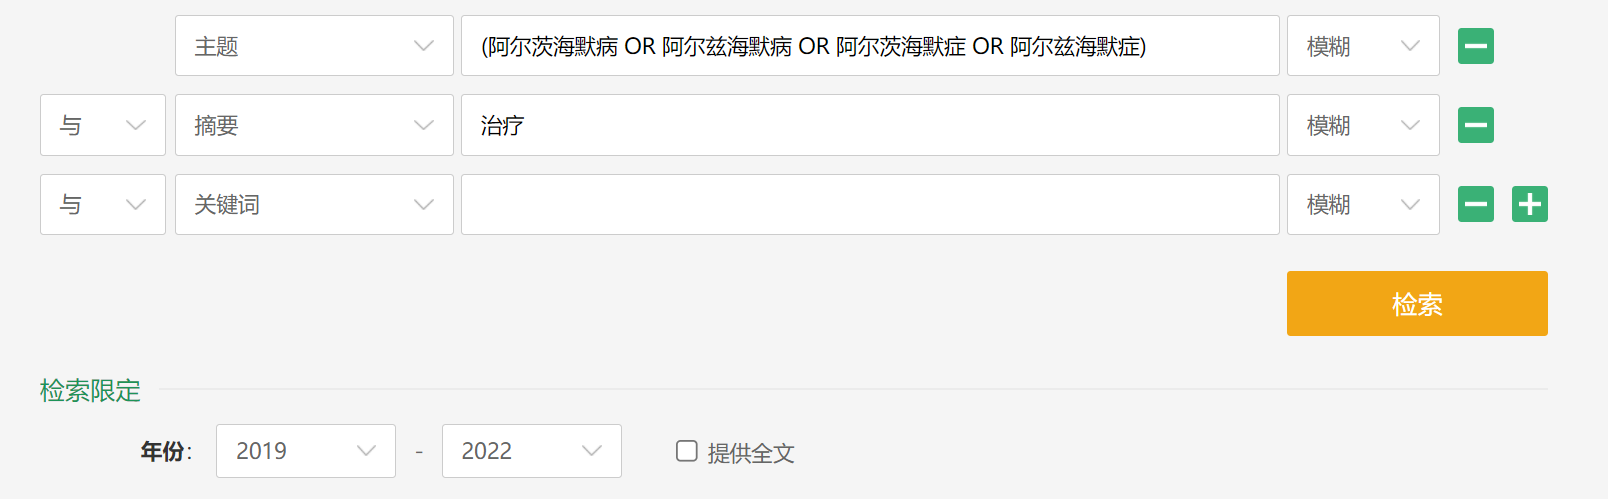 主题 (阿尔茨海默病 OR 阿尔兹海默病 OR 阿尔茨海默症 OR 阿尔兹海默症) 模糊
与 摘要 治疗 模糊
与 关键词 模糊
检索
检索限定
年份： 2019 - 2022 提供全文